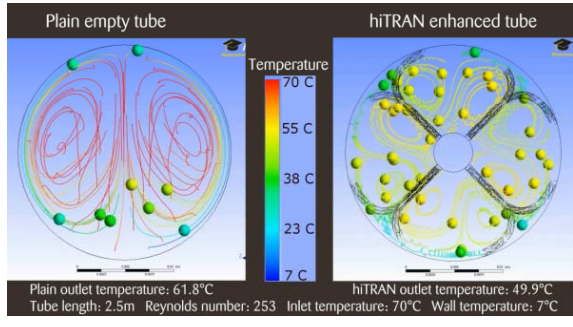 Plain empty tube
hiTRAN enhanced tube
Temperature
70 C
55 C
38 C
23 C
7 C
Plain outlet temperature: 61.8°C
hiTRAN outlet temperature: 49.9°C
Tube length: 2.5m Reynolds number: 253 Inlet temperature: 70°C Wall temperature: 7°C